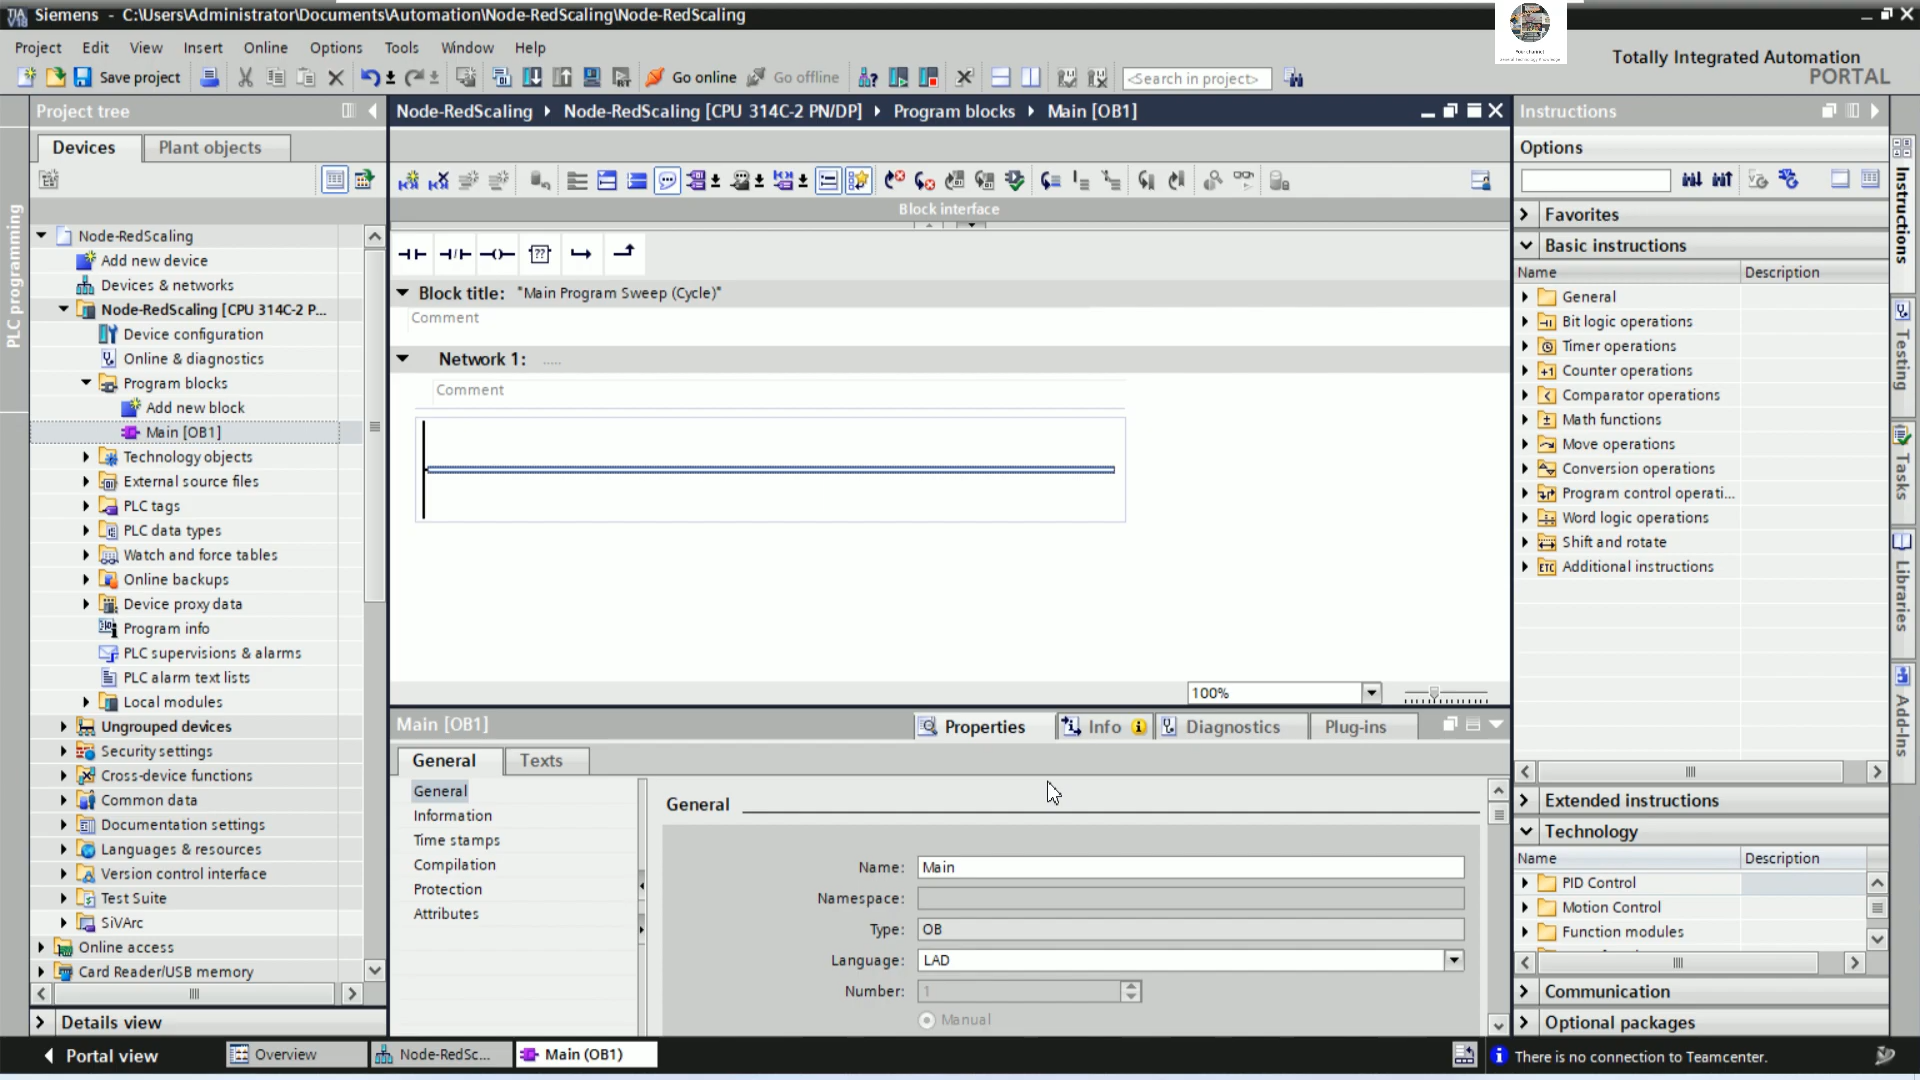 Siemens - C:\Users\Administrator\Documents\Automation\Node-RedScaling\Node-RedScaling
Project Edit View Insert Online Options Tools Window Help
Totally Integrated Automation
PORTAL
Save project
Go online
Go offline
<Search in project>
Project tree
Node-RedScaling Node-RedScaling [CPU 314C-2 PN/DP] Program blocks Main [OB1]
Instructions
Devices
Plant objects
Options
Block interface
Node-RedScaling
Add new device
Devices & networks
Node-RedScaling [CPU 314C-2 P...
Device configuration
Online & diagnostics
Program blocks
Add new block
Main [OB1]
Technology objects
External source files
PLC tags
PLC data types
Watch and force tables
Online backups
Device proxy data
Program info
PLC supervisions & alarms
PLC alarm text lists
Local modules
Ungrouped devices
Security settings
Cross-device functions
Common data
Documentation settings
Languages & resources
Version control interface
Test Suite
SiVArc
Online access
Card Reader/USB memory
Details view
PLC programming
??
Block title: "Main Program Sweep (Cycle)"
Comment
Network 1: .....
Comment
100%
Main [OB1]
Properties
Info
Diagnostics
Plug-ins
General
Texts
General
Information
Time stamps
Compilation
Protection
Attributes
General
Name: Main
Namespace:
Type: OB
Language: LAD
Number: 1
Manual
Favorites
Basic instructions
Name Description
General
Bit logic operations
Timer operations
Counter operations
Comparator operations
Math functions
Move operations
Conversion operations
Program control operati...
Word logic operations
Shift and rotate
Additional instructions
Extended instructions
Technology
Name Description
PID Control
Motion Control
Function modules
Communication
Optional packages
Instructions
Testing
Tasks
Libraries
Add-Ins
Portal view
Overview
Node-RedSc...
Main (OB1)
There is no connection to Teamcenter.